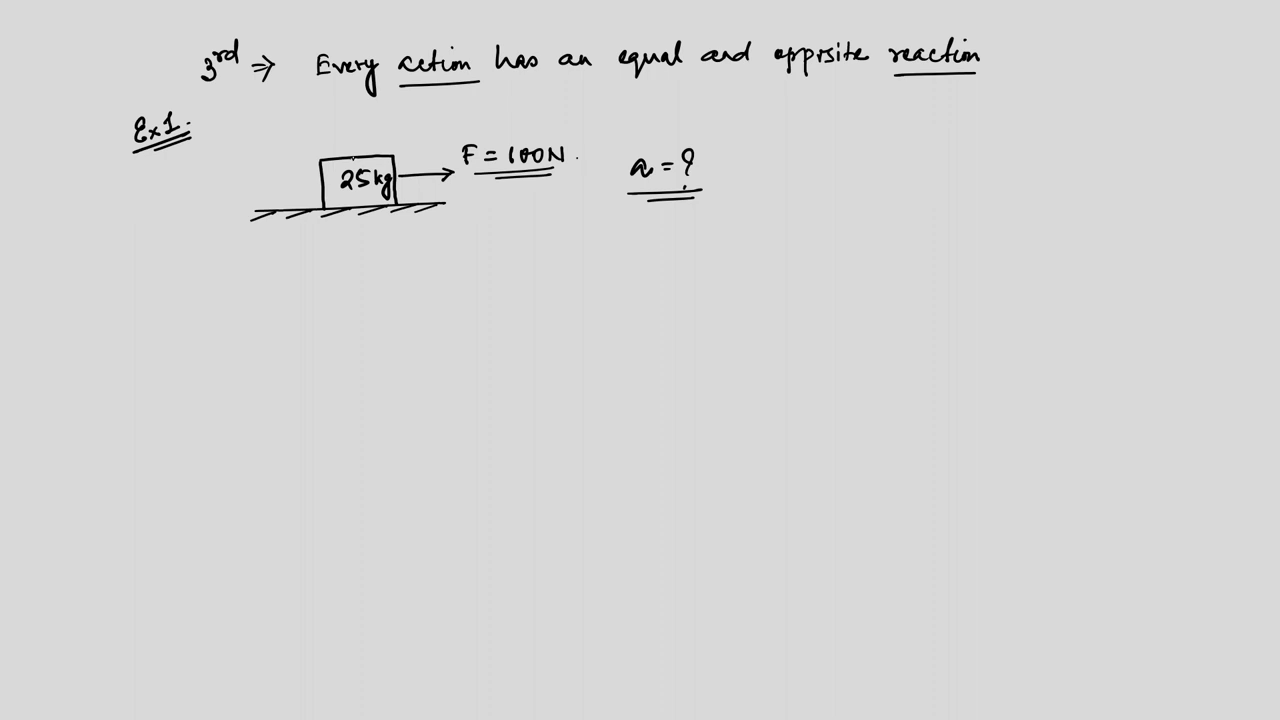 3rd ⇒ Every action has an equal and opposite reaction
Ex 1.
25kg
F = 100N
a = ?